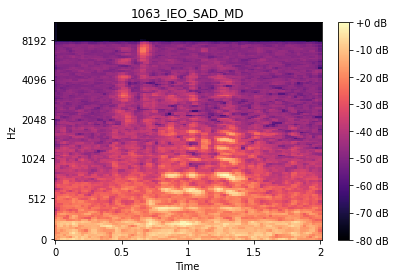 1063_IEO_SAD_MD
Hz
8192
4096
2048
1024
512
0
0
0.5
1
1.5
2
Time
+0 dB
-10 dB
-20 dB
-30 dB
-40 dB
-50 dB
-60 dB
-70 dB
-80 dB